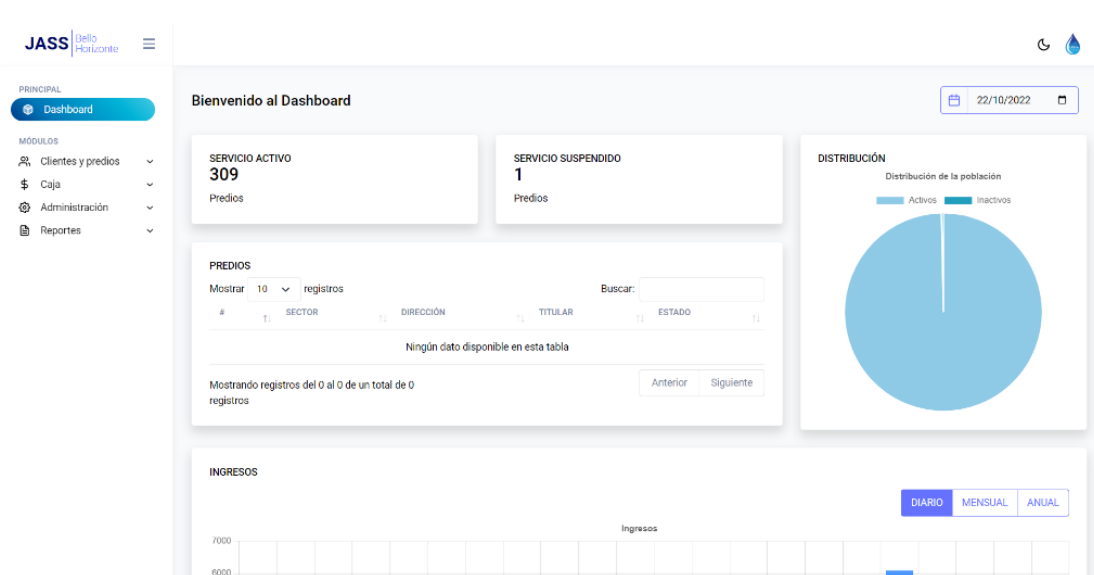 JASS Bello
Horizonte
PRINCIPAL
Dashboard
MÓDULOS
Clientes y predios
Caja
Administración
Reportes
Bienvenido al Dashboard
22/10/2022
SERVICIO ACTIVO
309
Predios
SERVICIO SUSPENDIDO
1
Predios
DISTRIBUCIÓN
Distribución de la población
Activos Inactivos
PREDIOS
Mostrar 10 registros
Buscar:
# SECTOR DIRECCIÓN TITULAR ESTADO
Ningún dato disponible en esta tabla
Mostrando registros del 0 al 0 de un total de 0
registros
Anterior Siguiente
INGRESOS
DIARIO MENSUAL ANUAL
Ingresos
7000
6000